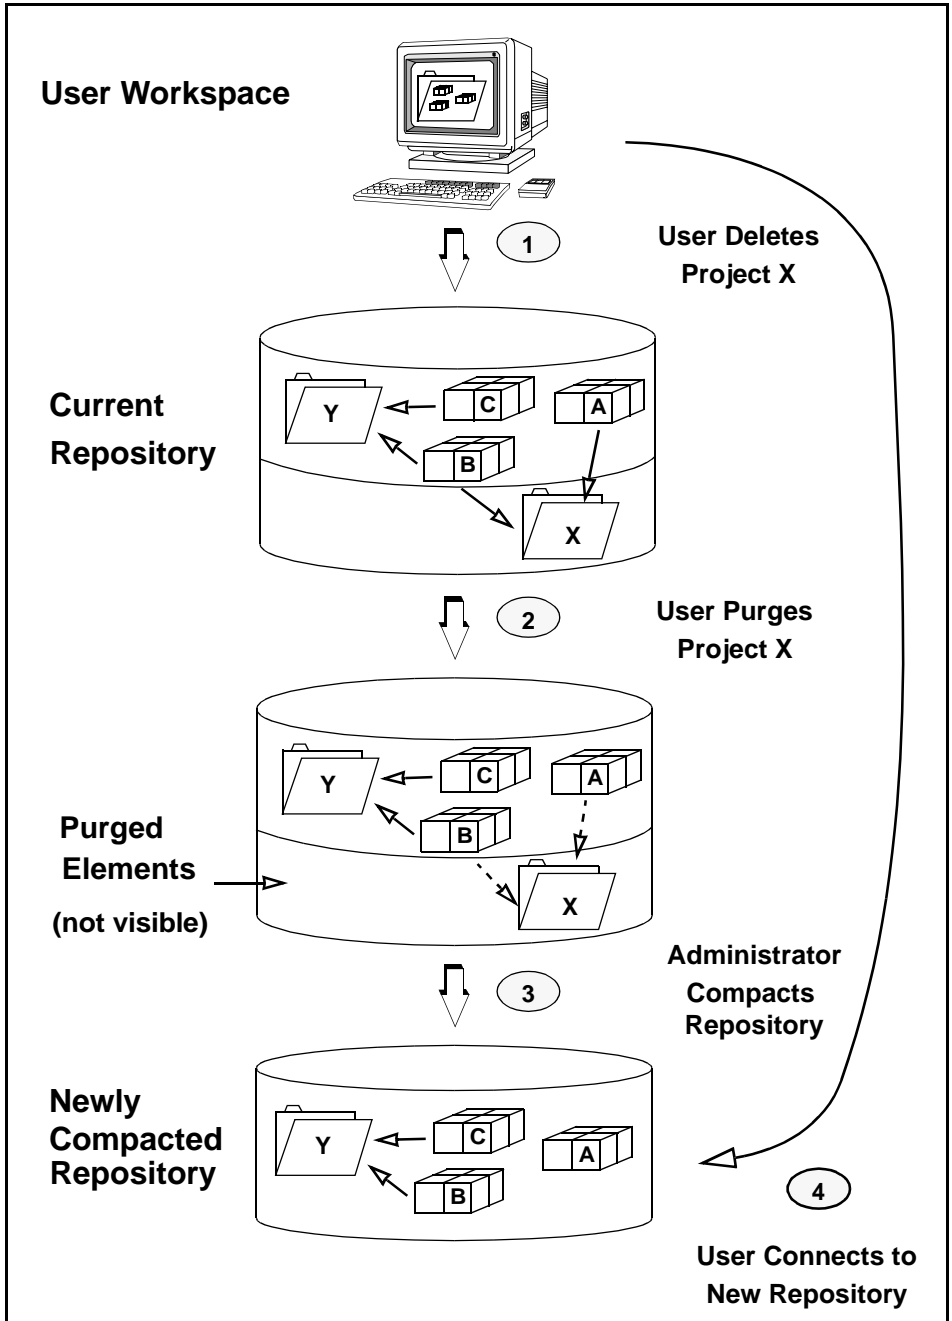 User Workspace
1
User Deletes
Project X
Current
Repository
Y
C
A
B
X
2
User Purges
Project X
Y
C
A
B
X
Purged
Elements
(not visible)
3
Administrator
Compacts
Repository
Newly
Compacted
Repository
Y
C
A
B
4
User Connects to
New Repository